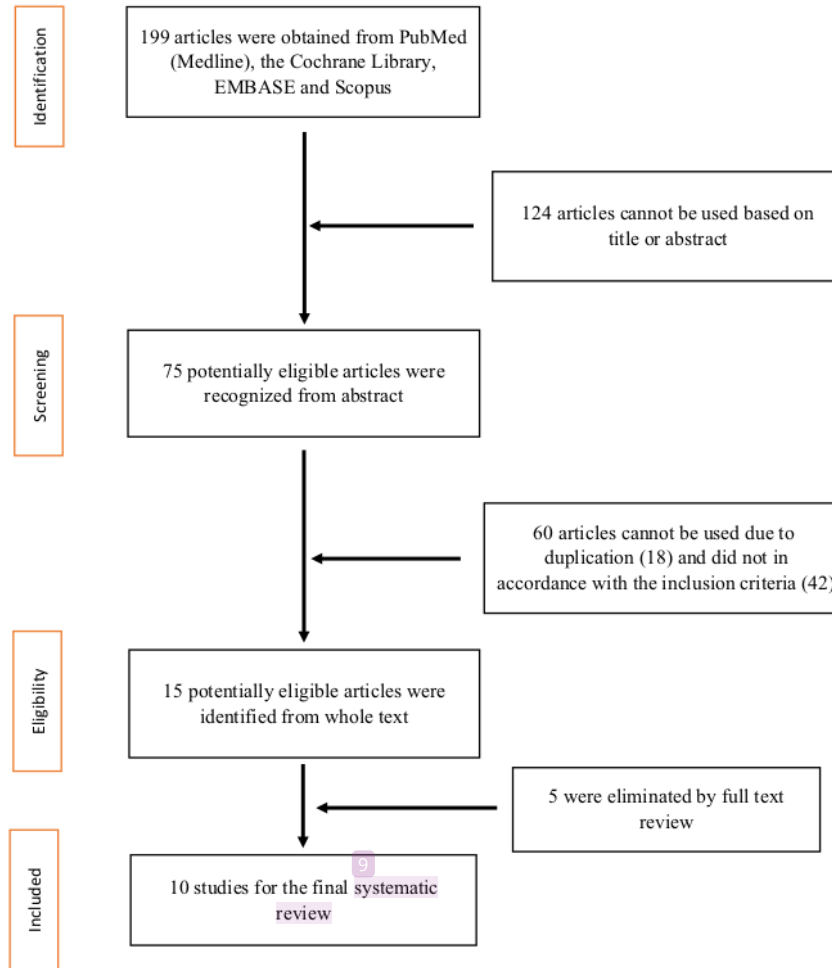 Identification
199 articles were obtained from PubMed
(Medline), the Cochrane Library,
EMBASE and Scopus
124 articles cannot be used based on
title or abstract
Screening
75 potentially eligible articles were
recognized from abstract
60 articles cannot be used due to
duplication (18) and did not in
accordance with the inclusion criteria (42)
Eligibility
15 potentially eligible articles were
identified from whole text
5 were eliminated by full text
review
Included
9
10 studies for the final systematic
review